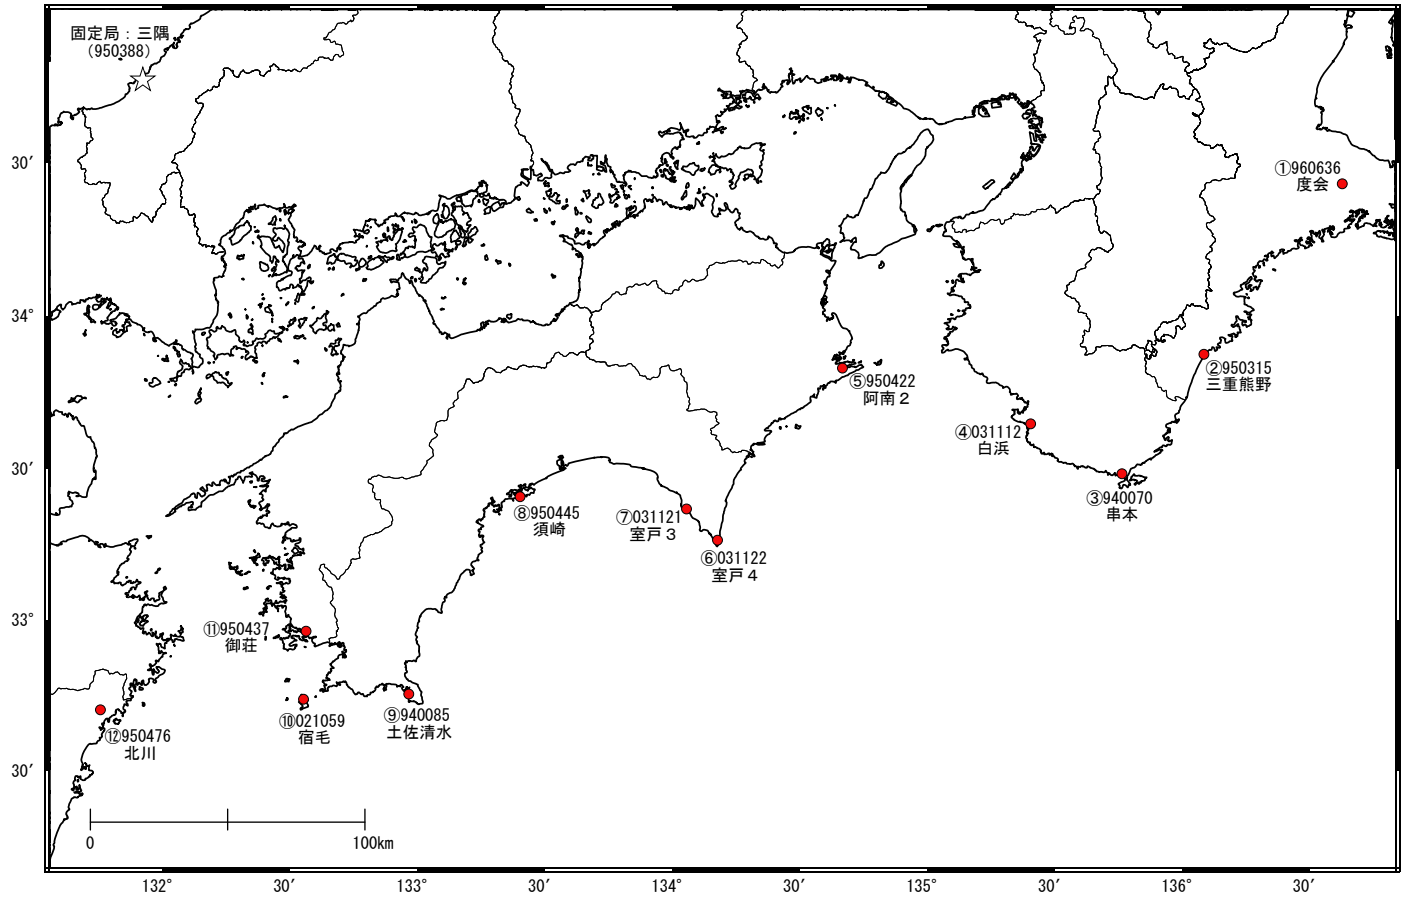 固定局：三隅
（950388）
①960636
度会
②950315
三重熊野
⑤950422
阿南２
④031112
白浜
③940070
串本
⑧950445
須崎
⑦031121
室戸３
⑥031122
室戸４
⑪950437
御荘
⑩021059
宿毛
⑨940085
土佐清水
⑫950476
北川
30′
34°
30′
33°
30′
0
100km
132°
30′
133°
30′
134°
30′
135°
30′
136°
30′